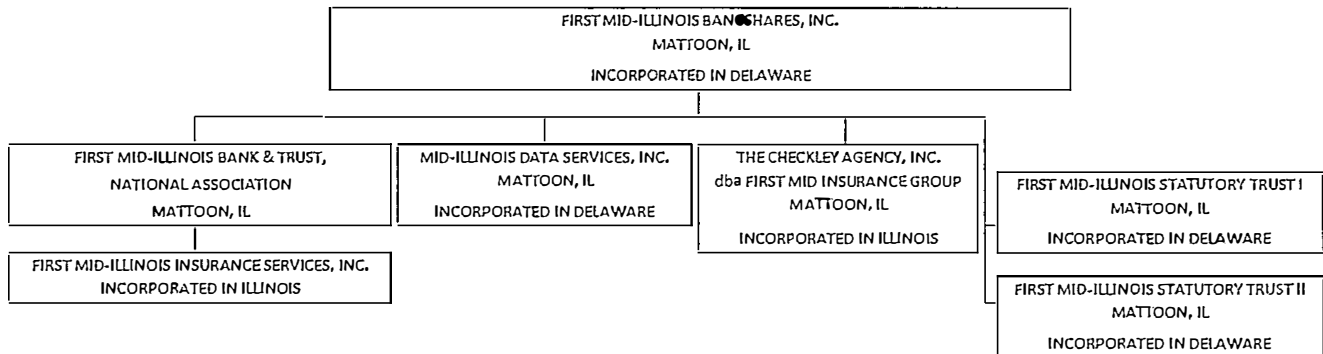 FIRST MID-ILLINOIS BANCSHARES, INC.
MATTOON, IL
INCORPORATED IN DELAWARE
FIRST MID-ILLINOIS BANK & TRUST,
NATIONAL ASSOCIATION
MATTOON, IL
MID-ILLINOIS DATA SERVICES, INC.
MATTOON, IL
INCORPORATED IN DELAWARE
THE CHECKLEY AGENCY, INC.
dba FIRST MID INSURANCE GROUP
MATTOON, IL
INCORPORATED IN ILLINOIS
FIRST MID-ILLINOIS STATUTORY TRUST I
MATTOON, IL
INCORPORATED IN DELAWARE
FIRST MID-ILLINOIS INSURANCE SERVICES, INC.
INCORPORATED IN ILLINOIS
FIRST MID-ILLINOIS STATUTORY TRUST II
MATTOON, IL
INCORPORATED IN DELAWARE